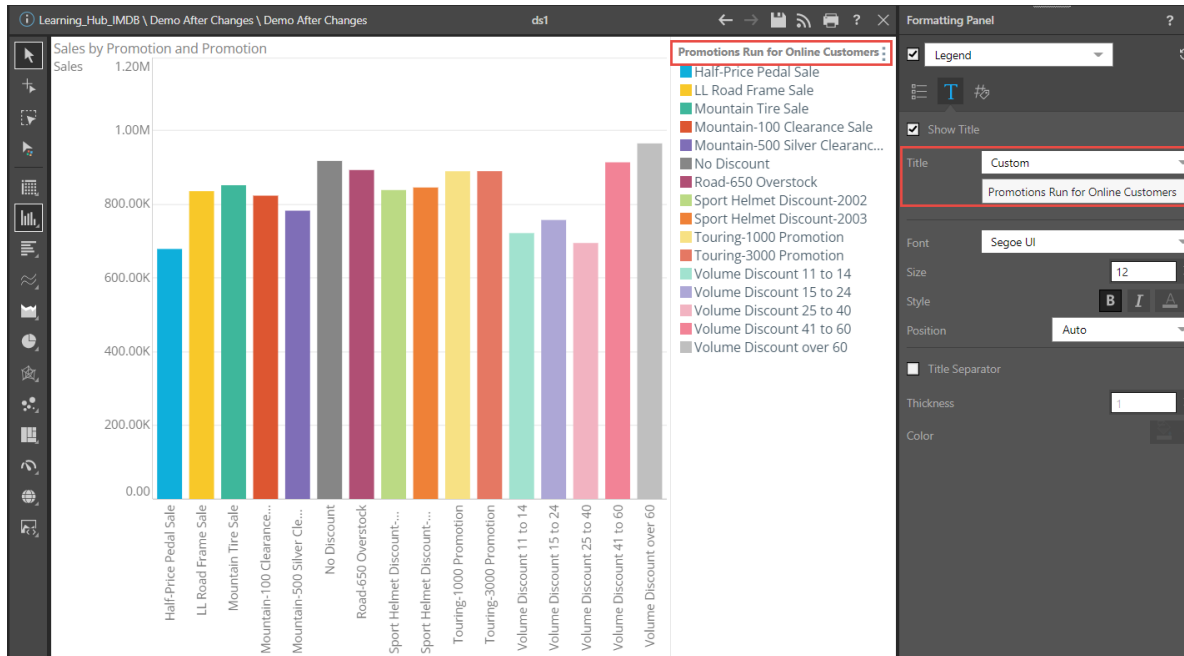 Learning_Hub_IMDB \ Demo After Changes \ Demo After Changes
ds1
?
Formatting Panel
?
Sales by Promotion and Promotion
Sales
1.20M
1.00M
800.00K
600.00K
400.00K
200.00K
0.00
Half-Price Pedal Sale
LL Road Frame Sale
Mountain Tire Sale
Mountain-100 Clearance...
Mountain-500 Silver Cle...
No Discount
Road-650 Overstock
Sport Helmet Discount-...
Sport Helmet Discount-...
Touring-1000 Promotion
Touring-3000 Promotion
Volume Discount 11 to 14
Volume Discount 15 to 24
Volume Discount 25 to 40
Volume Discount 41 to 60
Volume Discount over 60
Promotions Run for Online Customers
Half-Price Pedal Sale
LL Road Frame Sale
Mountain Tire Sale
Mountain-100 Clearance Sale
Mountain-500 Silver Clearanc...
No Discount
Road-650 Overstock
Sport Helmet Discount-2002
Sport Helmet Discount-2003
Touring-1000 Promotion
Touring-3000 Promotion
Volume Discount 11 to 14
Volume Discount 15 to 24
Volume Discount 25 to 40
Volume Discount 41 to 60
Volume Discount over 60
Legend
T
Show Title
Title
Custom
Promotions Run for Online Customers
Font
Segoe UI
Size
12
Style
B I A
Position
Auto
Title Separator
Thickness
1
Color